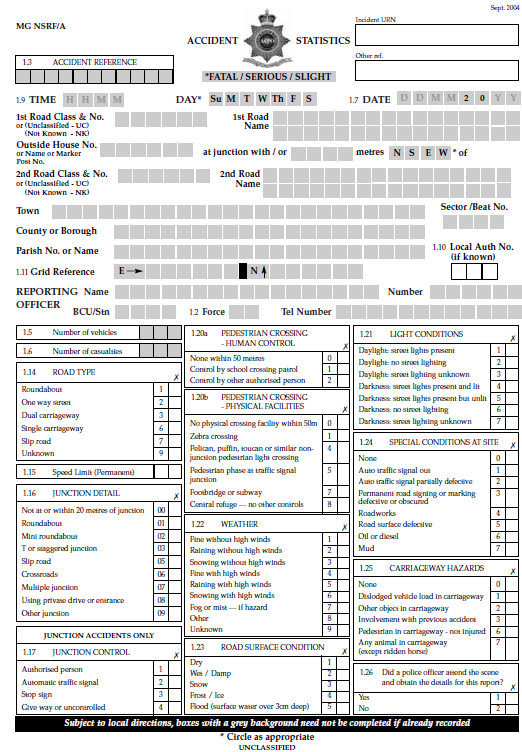 Sept. 2004
MG NSRF/A
Incident URN
ACCIDENT STATISTICS
1.3 ACCIDENT REFERENCE
Other ref.
*FATAL / SERIOUS / SLIGHT
1.9 TIME H H M M DAY* Su M T W Th F S 1.7 DATE D D M M 2 0 Y Y
1st Road Class & No.
or (Unclassified - UC)
(Not Known - NK)
1st Road
Name
Outside House No.
or Name or Marker
Post No.
at junction with / or metres N S E W * of
2nd Road Class & No.
or (Unclassified - UC)
(Not Known - NK)
2nd Road
Name
Town
Sector /Beat No.
County or Borough
Parish No. or Name
1.10 Local Auth No.
(if known)
1.11 Grid Reference E N
REPORTING Name Number
OFFICER
BCU/Stn 1.2 Force Tel Number
1.5 Number of vehicles
1.6 Number of casualties
1.14 ROAD TYPE ✗
Roundabout 1
One way street 2
Dual carriageway 3
Single carriageway 6
Slip road 7
Unknown 9
1.15 Speed Limit (Permanent)
1.16 JUNCTION DETAIL ✗
Not at or within 20 metres of junction 00
Roundabout 01
Mini roundabout 02
T or staggered junction 03
Slip road 05
Crossroads 06
Multiple junction 07
Using private drive or entrance 08
Other junction 09
JUNCTION ACCIDENTS ONLY
1.17 JUNCTION CONTROL ✗
Authorised person 1
Automatic traffic signal 2
Stop sign 3
Give way or uncontrolled 4
1.20a PEDESTRIAN CROSSING
- HUMAN CONTROL ✗
None within 50 metres 0
Control by school crossing patrol 1
Control by other authorised person 2
1.20b PEDESTRIAN CROSSING
- PHYSICAL FACILITIES ✗
No physical crossing facility within 50m 0
Zebra crossing 1
Pelican, puffin, toucan or similar non- 4
junction pedestrian light crossing
Pedestrian phase at traffic signal 5
junction
Footbridge or subway 7
Central refuge — no other controls 8
1.22 WEATHER ✗
Fine without high winds 1
Raining without high winds 2
Snowing without high winds 3
Fine with high winds 4
Raining with high winds 5
Snowing with high winds 6
Fog or mist — if hazard 7
Other 8
Unknown 9
1.23 ROAD SURFACE CONDITION ✗
Dry 1
Wet / Damp 2
Snow 3
Frost / Ice 4
Flood (surface water over 3cm deep) 5
1.21 LIGHT CONDITIONS ✗
Daylight: street lights present 1
Daylight: no street lighting 2
Daylight: street lighting unknown 3
Darkness: street lights present and lit 4
Darkness: street lights present but unlit 5
Darkness: no street lighting 6
Darkness: street lighting unknown 7
1.24 SPECIAL CONDITIONS AT SITE ✗
None 0
Auto traffic signal out 1
Auto traffic signal partially defective 2
Permanent road signing or marking 3
defective or obscured
Roadworks 4
Road surface defective 5
Oil or diesel 6
Mud 7
1.25 CARRIAGEWAY HAZARDS ✗
None 0
Dislodged vehicle load in carriageway 1
Other object in carriageway 2
Involvement with previous accident 3
Pedestrian in carriageway - not injured 6
Any animal in carriageway 7
(except ridden horse)
1.26 Did a police officer attend the scene
and obtain the details for this report? ✗
Yes 1
No 2
Subject to local directions, boxes with a grey background need not be completed if already recorded
* Circle as appropriate
UNCLASSIFIED